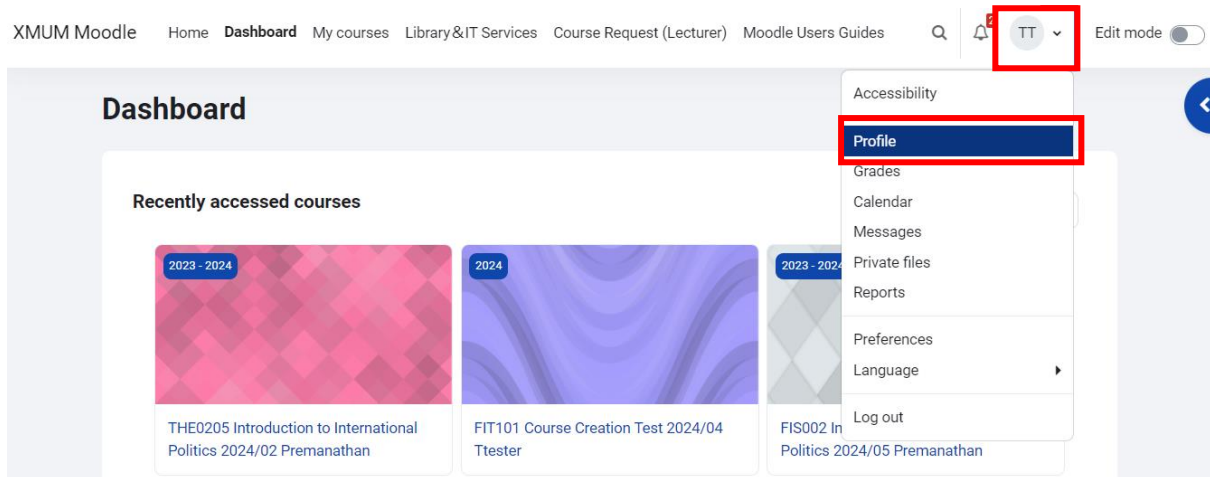 XMUM Moodle Home Dashboard My courses Library&IT Services Course Request (Lecturer) Moodle Users Guides TT Edit mode
Dashboard
Recently accessed courses
Accessibility
Profile
Grades
Calendar
Messages
Private files
Reports
Preferences
Language
Log out
2023 - 2024
THE0205 Introduction to International
Politics 2024/02 Premanathan
2024
FIT101 Course Creation Test 2024/04
Ttester
2023 - 2024
FIS002 In
Politics 2024/05 Premanathan